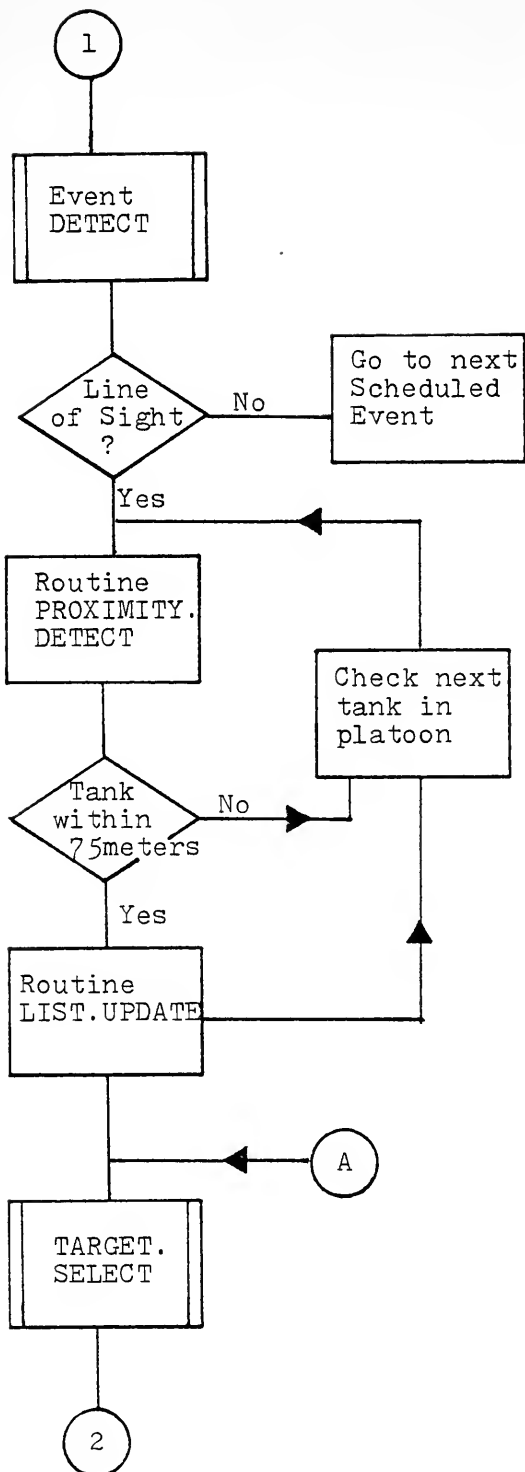 1
Event
DETECT
Line
of Sight
?
No
Go to next
Scheduled
Event
Yes
Routine
PROXIMITY.
DETECT
Check next
tank in
platoon
Tank
within
75meters
No
Yes
Routine
LIST.UPDATE
A
TARGET.
SELECT
2